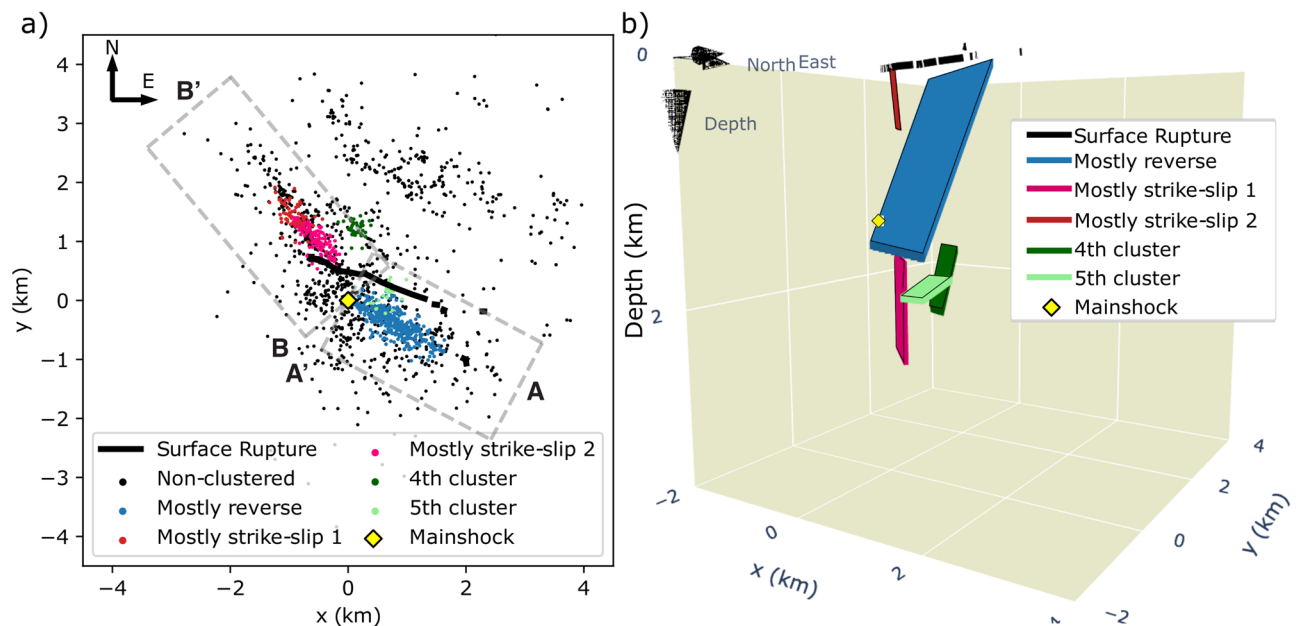 a)
N
E
B'
B
A'
A
4
3
2
1
0
−1
−2
−3
−4
y (km)
−4
−2
0
2
4
x (km)
Surface Rupture
Non-clustered
Mostly reverse
Mostly strike-slip 1
Mostly strike-slip 2
4th cluster
5th cluster
Mainshock
b)
0
North East
Depth
Depth (km)
2
−2
0
2
4
x (km)
−2
0
2
4
y (km)
Surface Rupture
Mostly reverse
Mostly strike-slip 1
Mostly strike-slip 2
4th cluster
5th cluster
Mainshock